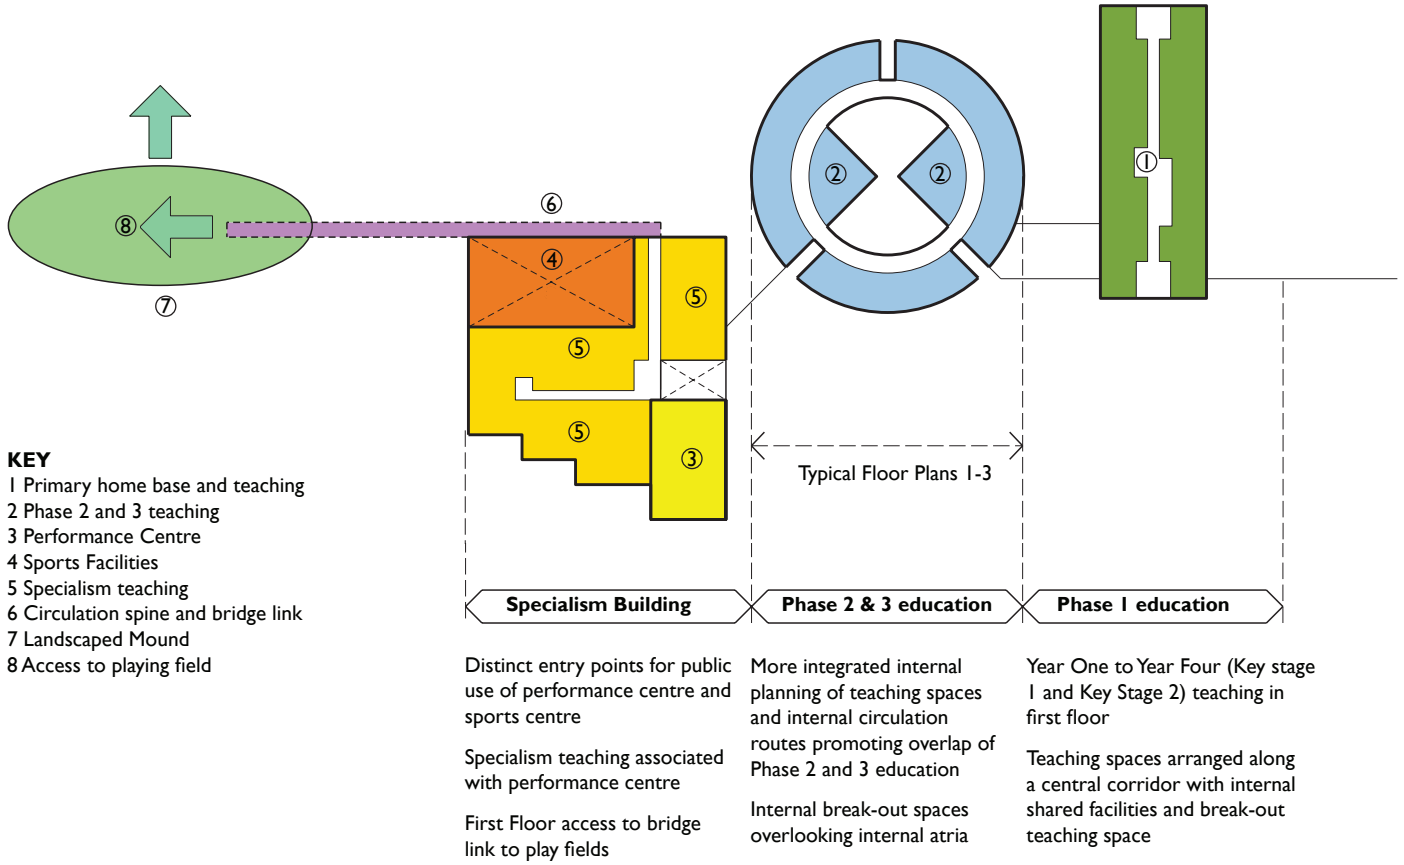 ①
⑥
②
②
⑧
④
⑤
⑦
⑤
⑤
③
Typical Floor Plans 1-3
KEY
1 Primary home base and teaching
2 Phase 2 and 3 teaching
3 Performance Centre
4 Sports Facilities
5 Specialism teaching
6 Circulation spine and bridge link
7 Landscaped Mound
8 Access to playing field
Specialism Building
Distinct entry points for public
use of performance centre and
sports centre
Specialism teaching associated
with performance centre
First Floor access to bridge
link to play fields
Phase 2 & 3 education
More integrated internal
planning of teaching spaces
and internal circulation
routes promoting overlap of
Phase 2 and 3 education
Internal break-out spaces
overlooking internal atria
Phase 1 education
Year One to Year Four (Key stage
1 and Key Stage 2) teaching in
first floor
Teaching spaces arranged along
a central corridor with internal
shared facilities and break-out
teaching space